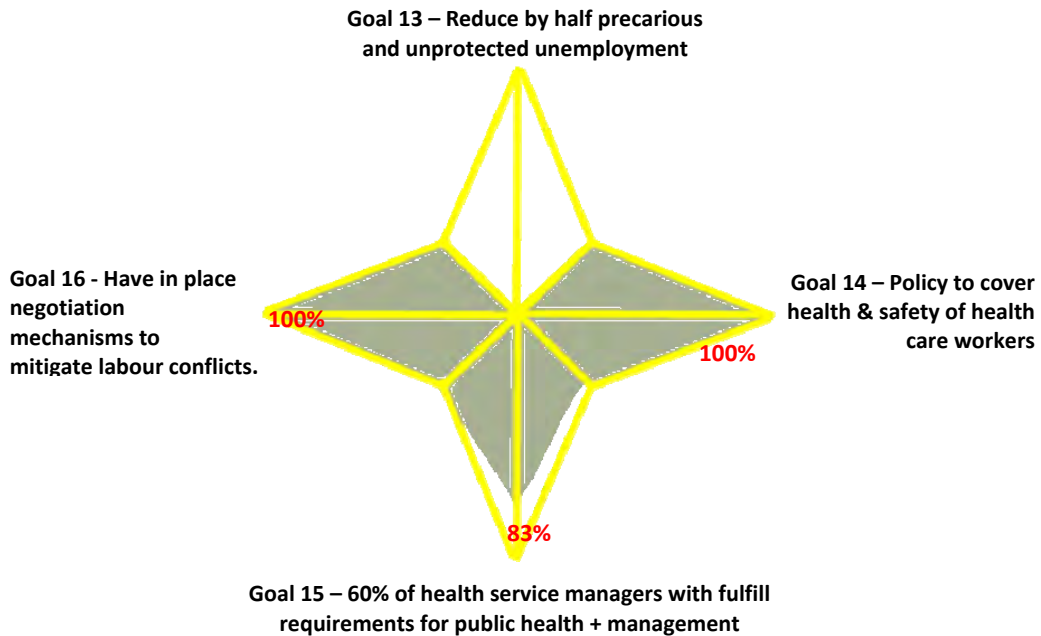 Goal 13 – Reduce by half precarious
and unprotected unemployment
Goal 16 - Have in place
negotiation
mechanisms to
mitigate labour conflicts.
100%
Goal 14 – Policy to cover
health & safety of health
care workers
100%
83%
Goal 15 – 60% of health service managers with fulfill
requirements for public health + management